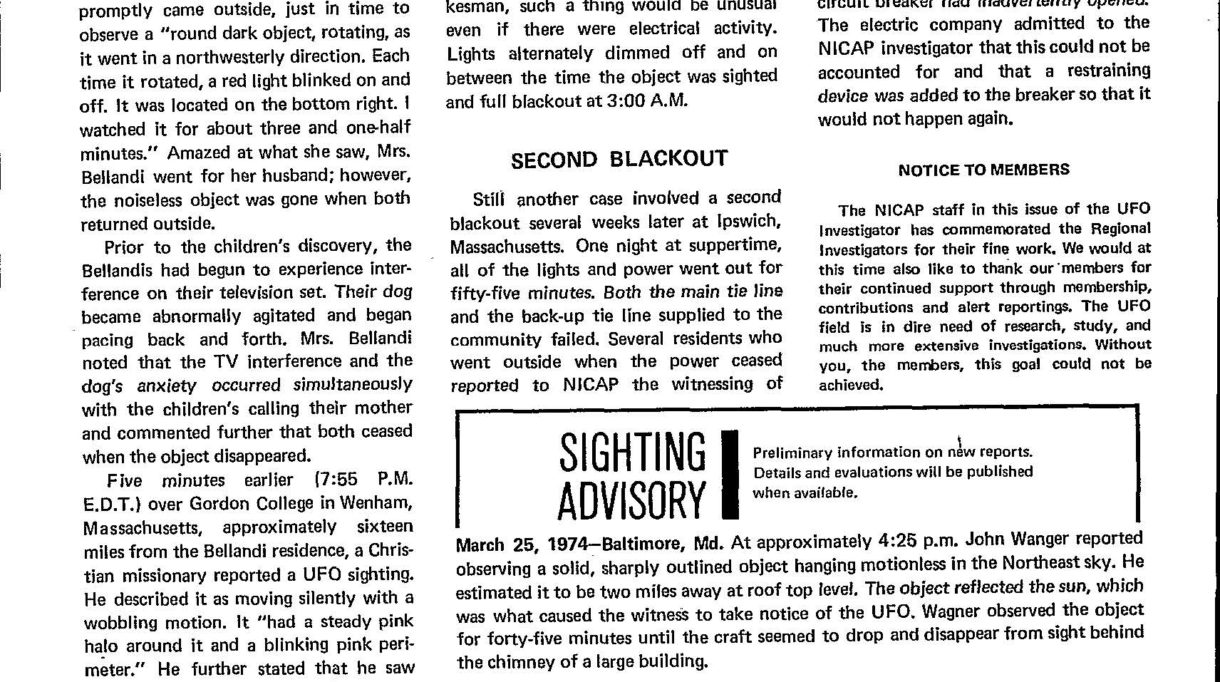 promptly came outside, just in time to
observe a “round dark object, rotating, as
it went in a northwesterly direction. Each
time it rotated, a red light blinked on and
off. It was located on the bottom right. I
watched it for about three and one-half
minutes.” Amazed at what she saw, Mrs.
Bellandi went for her husband; however,
the noiseless object was gone when both
returned outside.
Prior to the children’s discovery, the
Bellandis had begun to experience inter-
ference on their television set. Their dog
became abnormally agitated and began
pacing back and forth. Mrs. Bellandi
noted that the TV interference and the
dog’s anxiety occurred simultaneously
with the children’s calling their mother
and commented further that both ceased
when the object disappeared.
Five minutes earlier (7:55 P.M.
E.D.T.) over Gordon College in Wenham,
Massachusetts, approximately sixteen
miles from the Bellandi residence, a Chris-
tian missionary reported a UFO sighting.
He described it as moving silently with a
wobbling motion. It “had a steady pink
halo around it and a blinking pink peri-
meter.” He further stated that he saw
kesman, such a thing would be unusual
even if there were electrical activity.
Lights alternately dimmed off and on
between the time the object was sighted
and full blackout at 3:00 A.M.
SECOND BLACKOUT
Still another case involved a second
blackout several weeks later at Ipswich,
Massachusetts. One night at suppertime,
all of the lights and power went out for
fifty-five minutes. Both the main tie line
and the back-up tie line supplied to the
community failed. Several residents who
went outside when the power ceased
reported to NICAP the witnessing of
circuit breaker had inadvertently opened.
The electric company admitted to the
NICAP investigator that this could not be
accounted for and that a restraining
device was added to the breaker so that it
would not happen again.
NOTICE TO MEMBERS
The NICAP staff in this issue of the UFO
Investigator has commemorated the Regional
Investigators for their fine work. We would at
this time also like to thank our members for
their continued support through membership,
contributions and alert reportings. The UFO
field is in dire need of research, study, and
much more extensive investigations. Without
you, the members, this goal could not be
achieved.
SIGHTING
ADVISORY
Preliminary information on new reports.
Details and evaluations will be published
when available.
March 25, 1974—Baltimore, Md. At approximately 4:25 p.m. John Wanger reported
observing a solid, sharply outlined object hanging motionless in the Northeast sky. He
estimated it to be two miles away at roof top level. The object reflected the sun, which
was what caused the witness to take notice of the UFO. Wagner observed the object
for forty-five minutes until the craft seemed to drop and disappear from sight behind
the chimney of a large building.